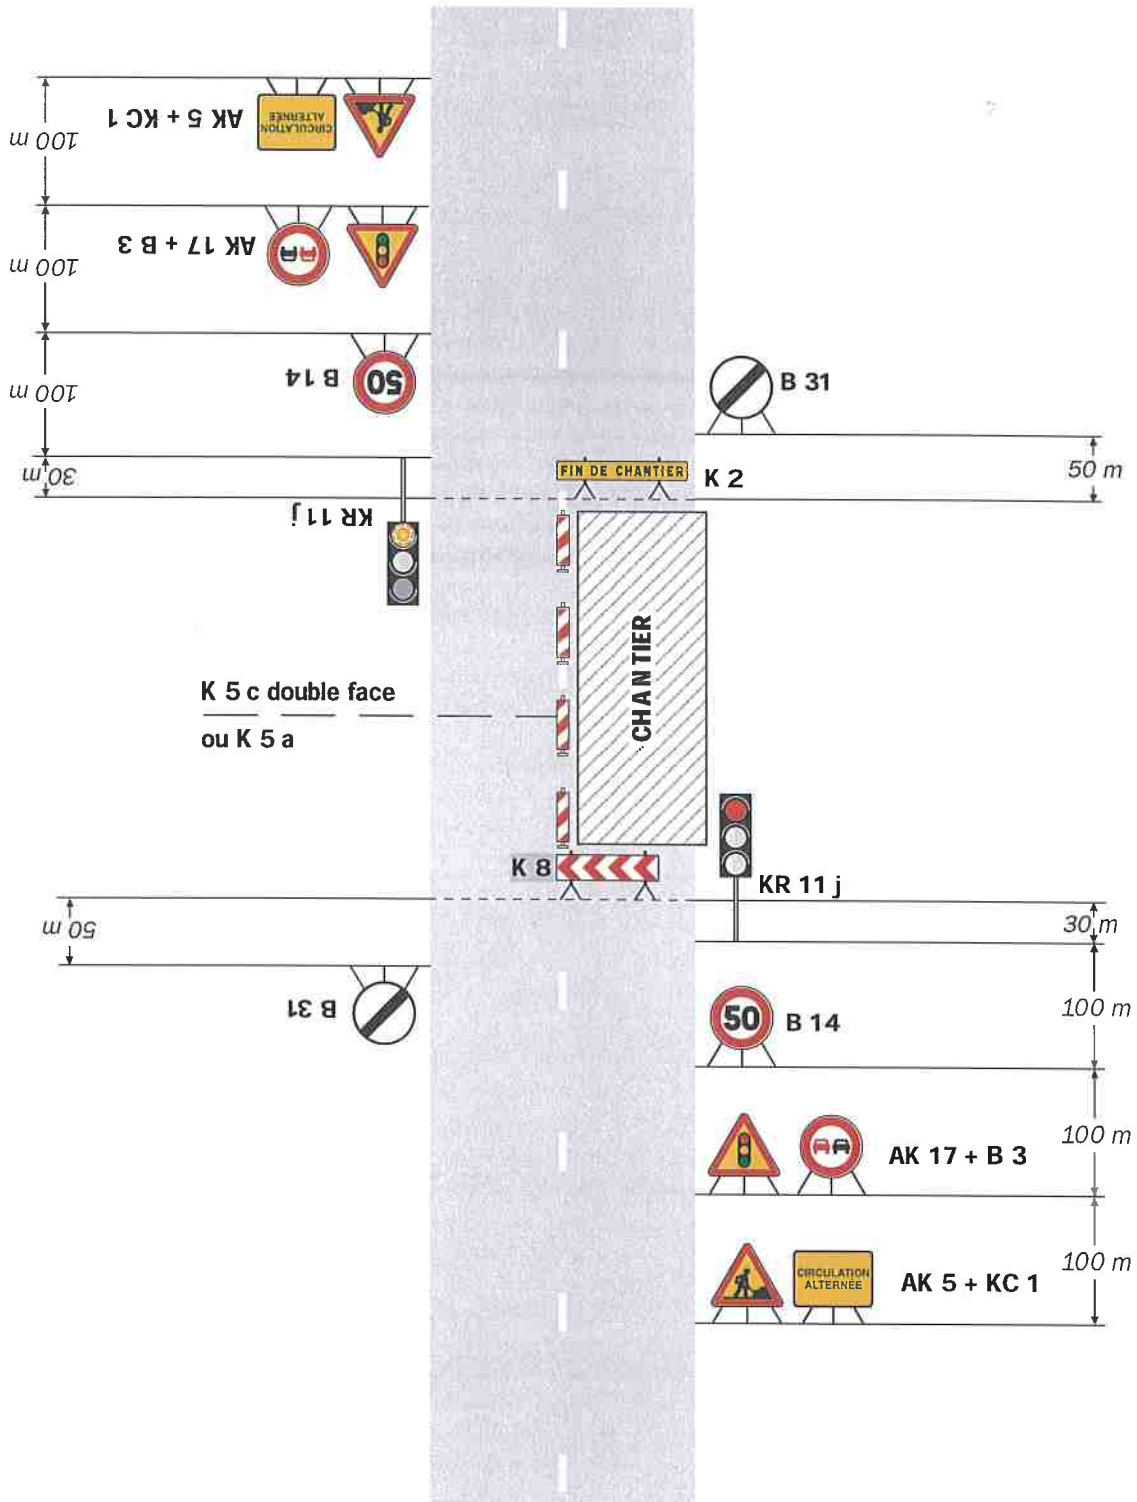 AK 5 + KC 1
CIRCULATION
ALTERNÉE
100 m
AK 17 + B 3
100 m
B 14
50
100 m
B 31
30 m
FIN DE CHANTIER
K 2
50 m
KR 11 j
CHANTIER
K 5 c double face
ou K 5 a
K 8
KR 11 j
50 m
30 m
B 31
50
B 14
100 m
AK 17 + B 3
100 m
CIRCULATION
ALTERNÉE
AK 5 + KC 1
100 m